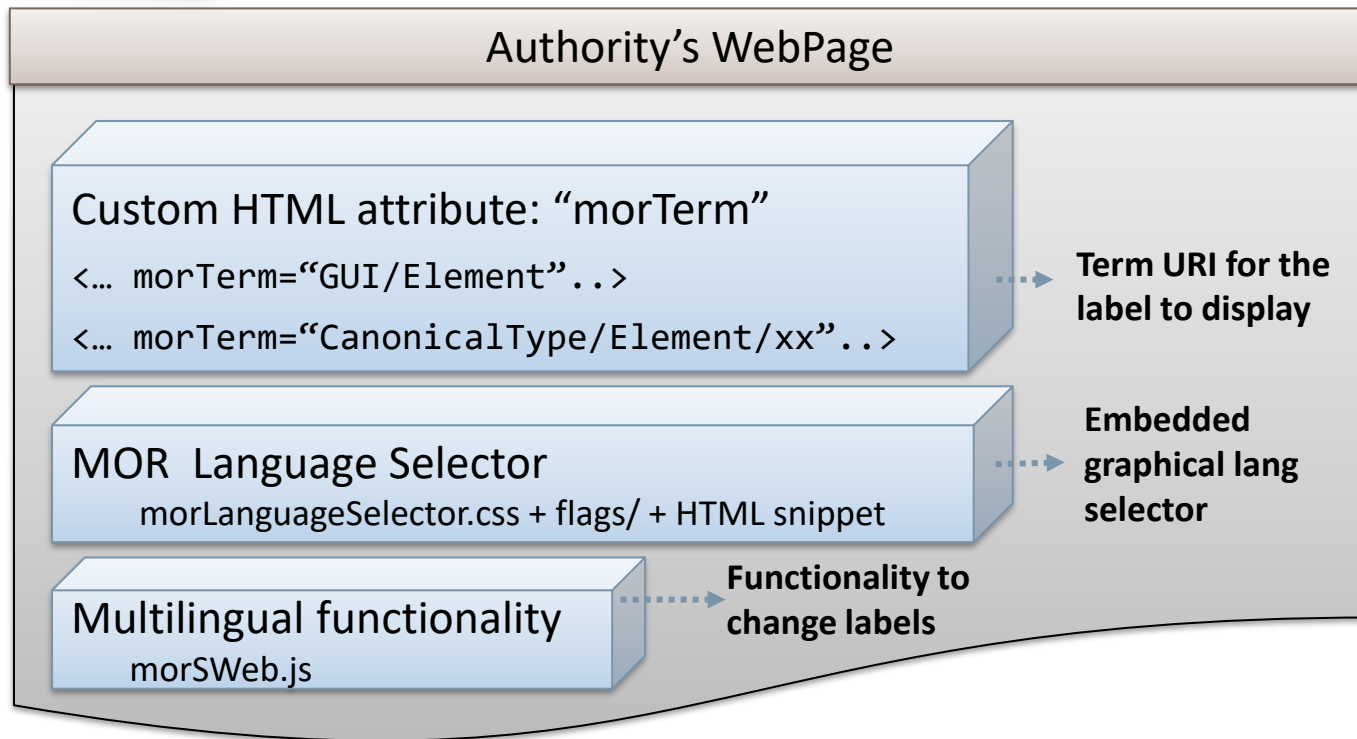 Authority’s WebPage
Custom HTML attribute: “morTerm”
<… morTerm=“GUI/Element”..>
<… morTerm=“CanonicalType/Element/xx”..>
Term URI for the
label to display
MOR  Language Selector
morLanguageSelector.css + flags/ + HTML snippet
Embedded
graphical lang
selector
Multilingual functionality
morSWeb.js
Functionality to
change labels